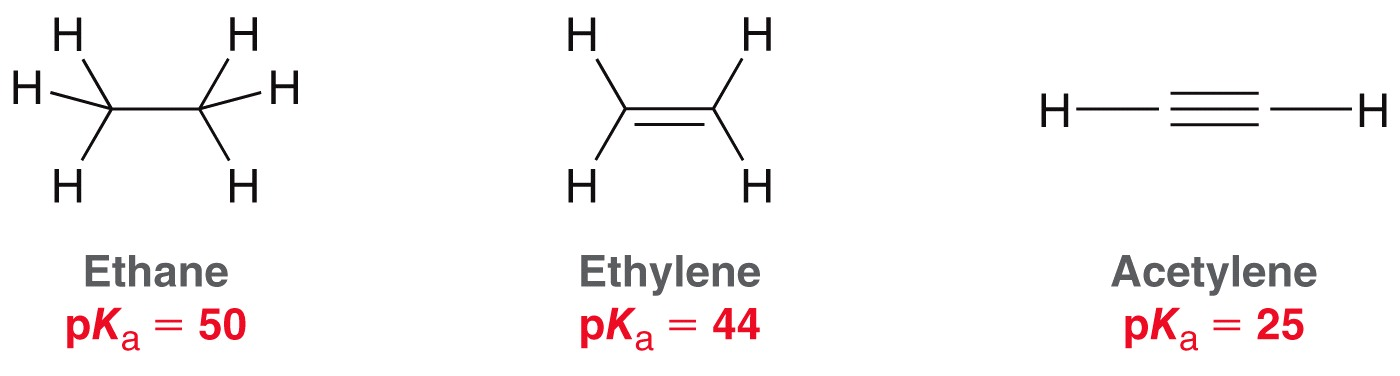 H H H H
H H H H
H H
H H H H
Ethane Ethylene Acetylene
pKa = 50 pKa = 44 pKa = 25